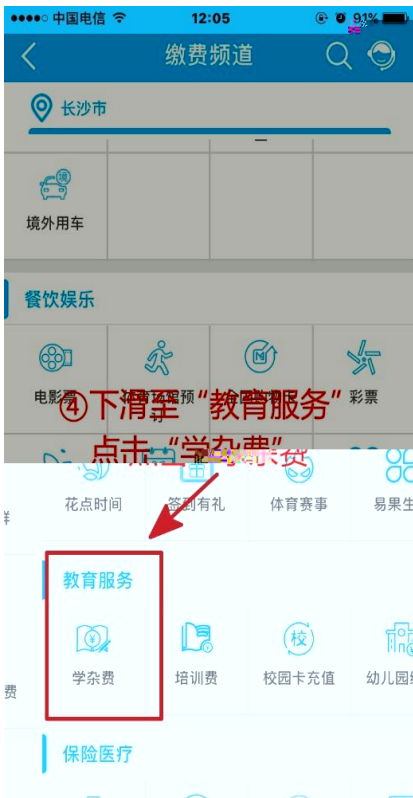 中国电信 12:05 91%
缴费频道
长沙市
境外用车
餐饮娱乐
电影票 彩票
④下滑至“教育服务”
点击“学杂费”
花点时间 签到有礼 体育赛事 易果生
教育服务
学杂费 培训费 校园卡充值 幼儿园
费
保险医疗